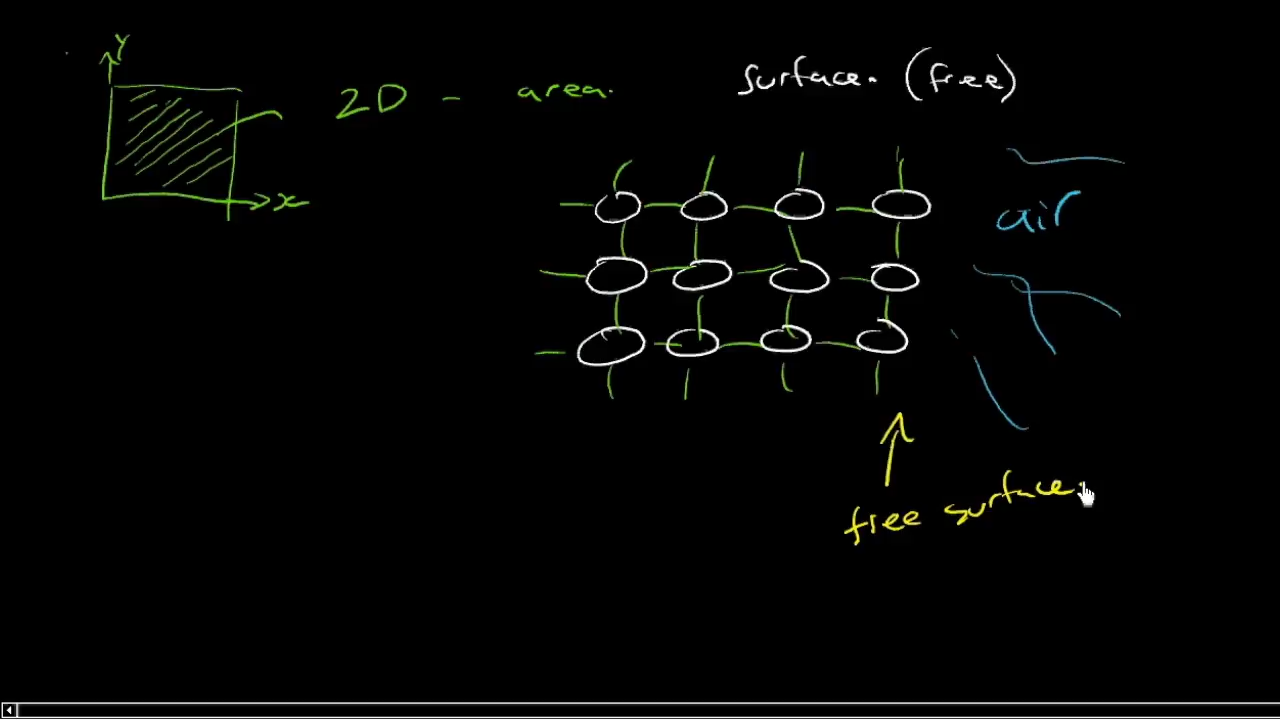 Y
2D - area.
surface. (free)
x
air
free surface.